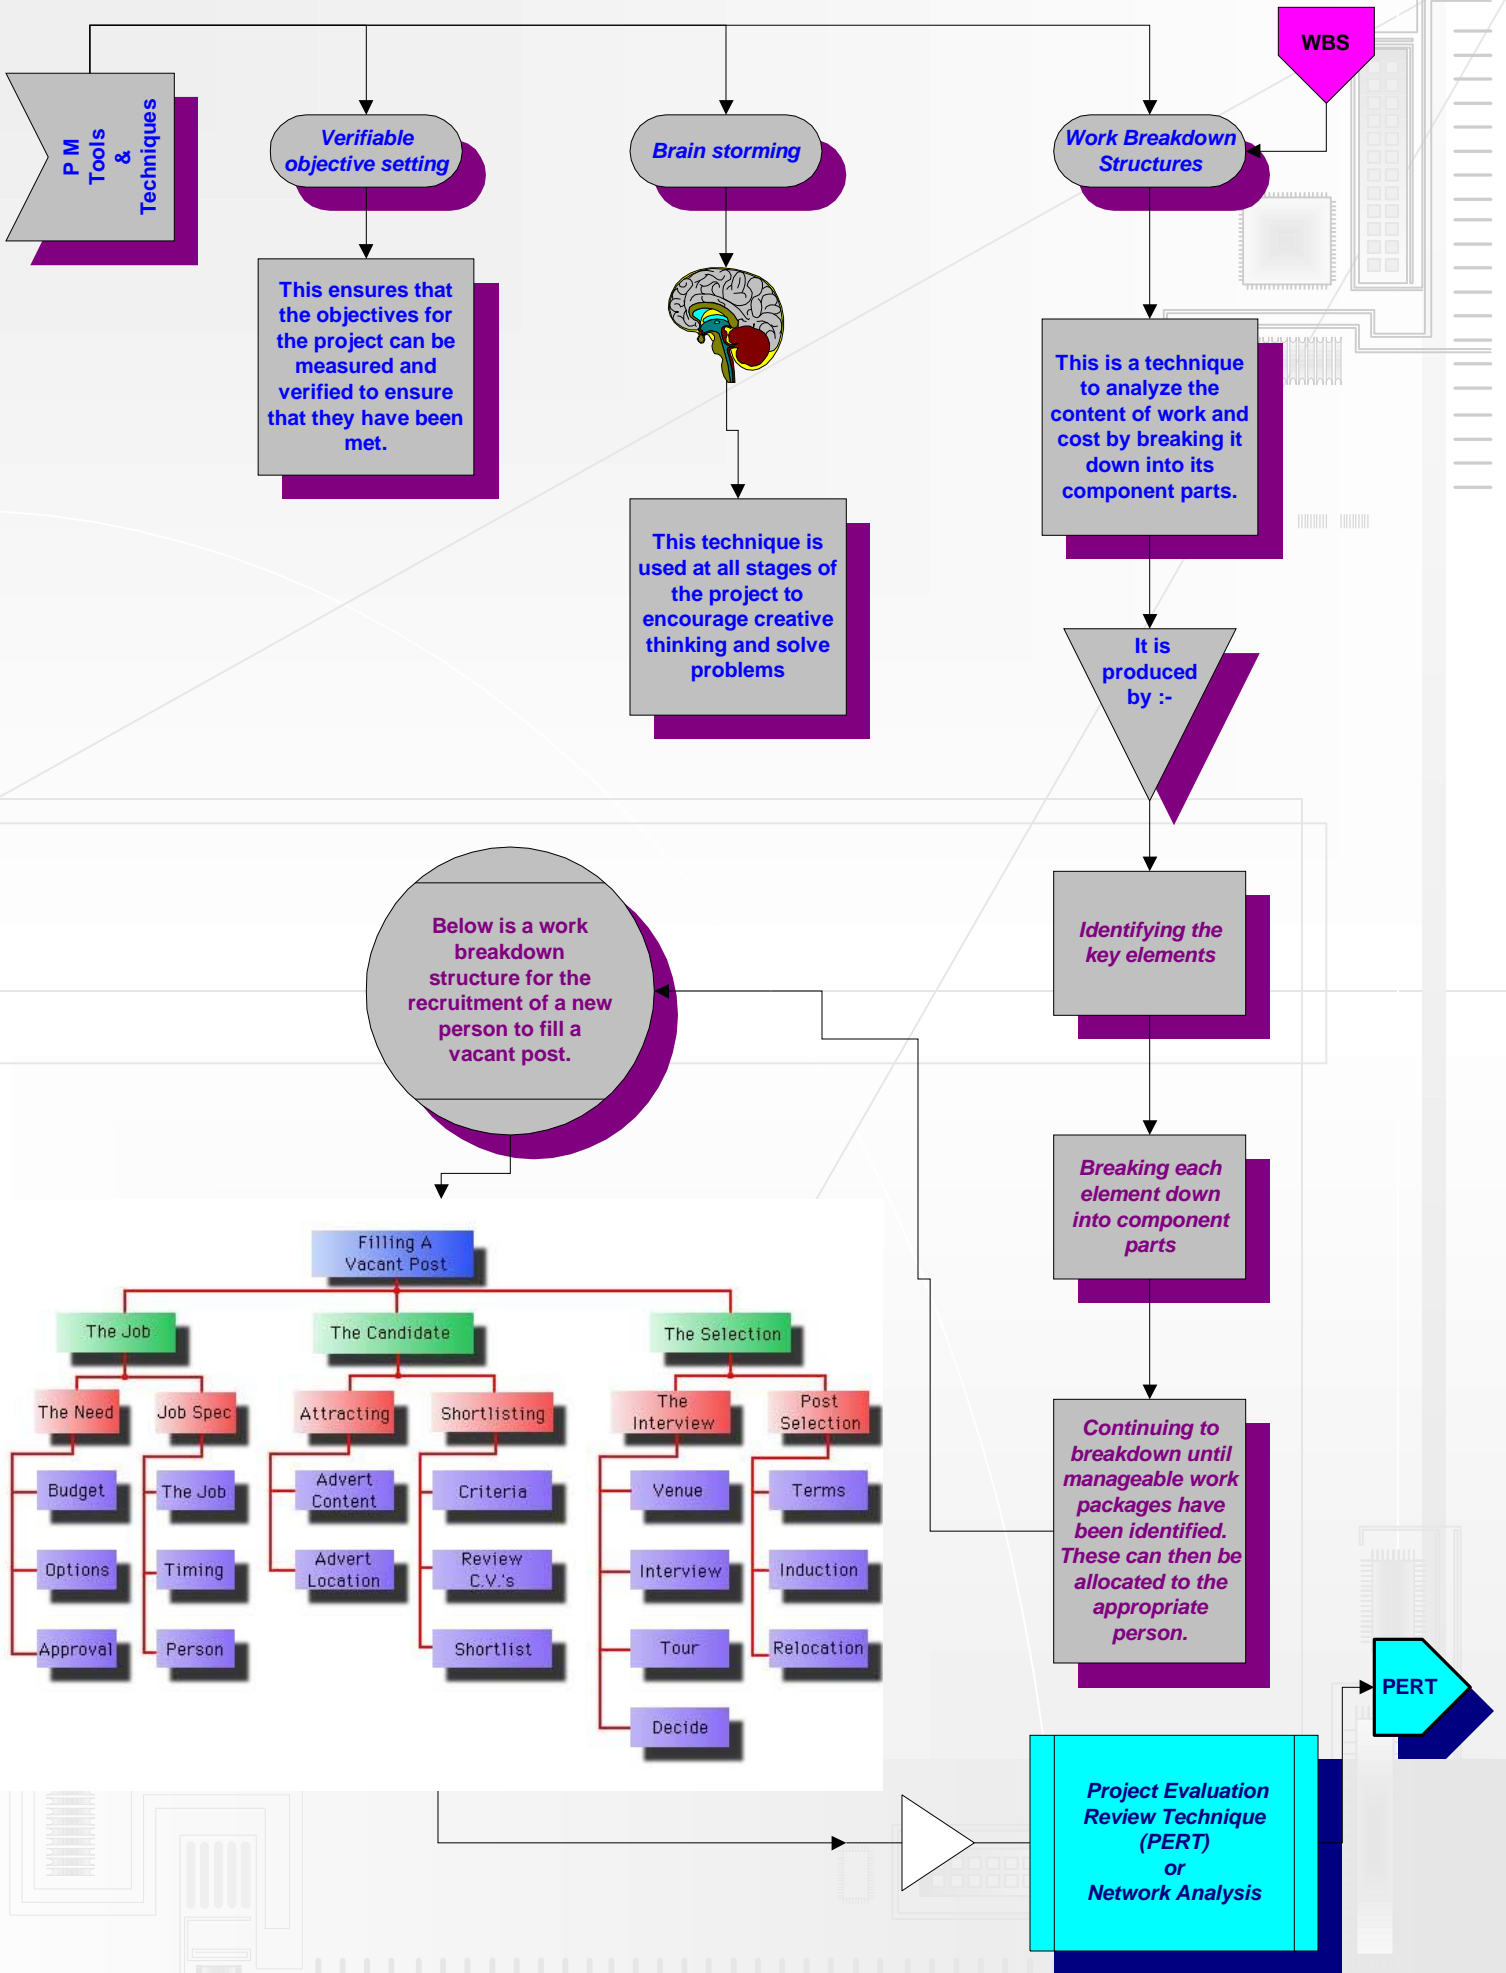 WBS
P M
Tools
&
Techniques
Verifiable
objective setting
Brain storming
Work Breakdown
Structures
This ensures that
the objectives for
the project can be
measured and
verified to ensure
that they have been
met.
This technique is
used at all stages of
the project to
encourage creative
thinking and solve
problems
This is a technique
to analyze the
content of work and
cost by breaking it
down into its
component parts.
It is
produced
by :-
Identifying the
key elements
Breaking each
element down
into component
parts
Continuing to
breakdown until
manageable work
packages have
been identified.
These can then be
allocated to the
appropriate
person.
Below is a work
breakdown
structure for the
recruitment of a new
person to fill a
vacant post.
Filling A
Vacant Post
The Job
The Candidate
The Selection
The Need
Job Spec
Attracting
Shortlisting
The
Interview
Post
Selection
Budget
The Job
Advert
Content
Criteria
Venue
Terms
Options
Timing
Advert
Location
Review
C.V.'s
Interview
Induction
Approval
Person
Shortlist
Tour
Relocation
Decide
PERT
Project Evaluation
Review Technique
(PERT)
or
Network Analysis